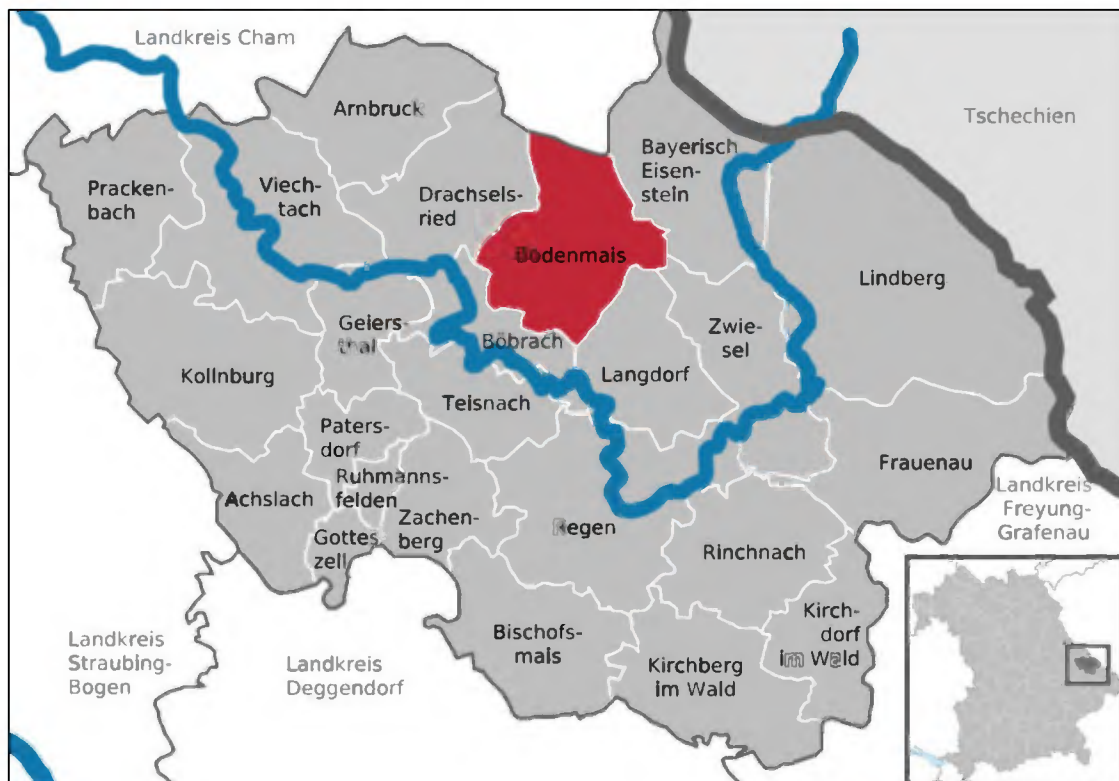 Landkreis Cham
Arnbruck
Tschechien
Bayerisch
Eisen-
stein
Pracken-
bach
Viech-
tach
Drachsels-
ried
Bodenmais
Lindberg
Geiers-
thal
Böbrach
Zwie-
sel
Kollnburg
Langdorf
Teisnach
Paters-
dorf
Frauenau
Ruhmanns-
felden
Achslach
Landkreis
Freyung-
Grafenau
Zachen-
berg
Gottes
zell
Regen
Rinchnach
Bischofs-
mais
Kirch-
dorf
im Wald
Kirchberg
im Wald
Landkreis
Straubing-
Bogen
Landkreis
Deggendorf